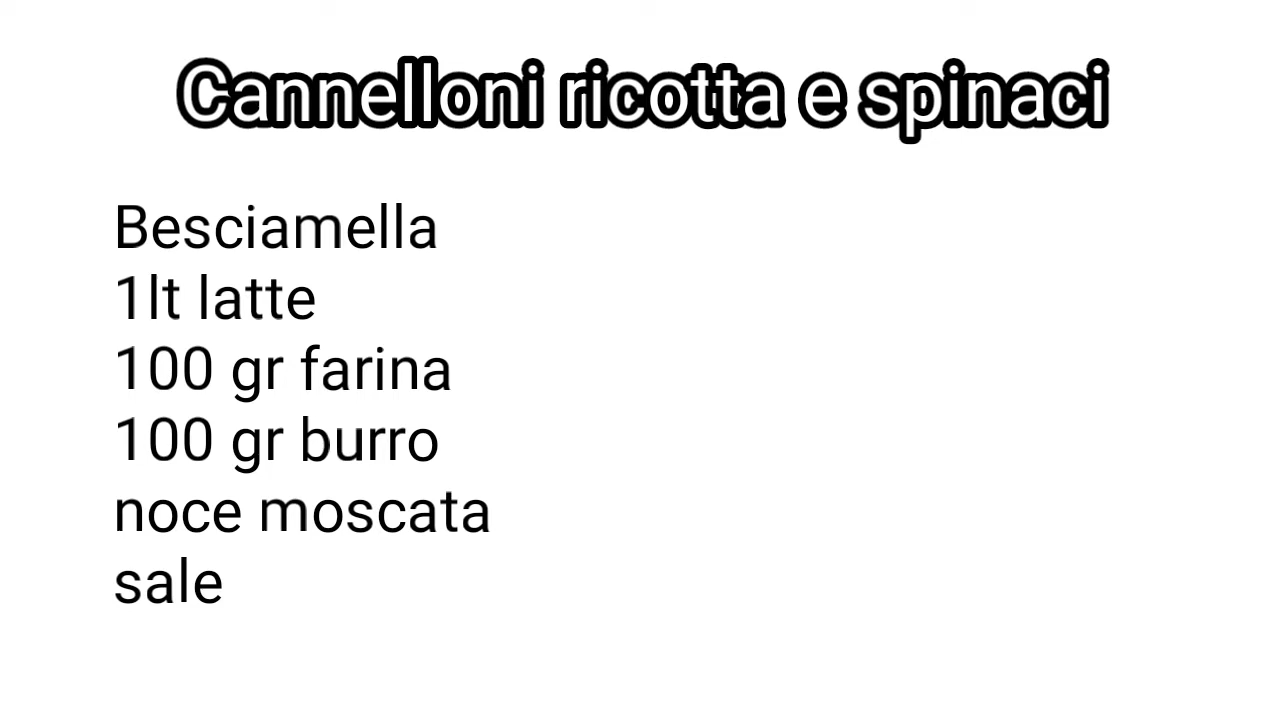 Cannelloni ricotta e spinaci
Besciamella
1lt latte
100 gr farina
100 gr burro
noce moscata
sale